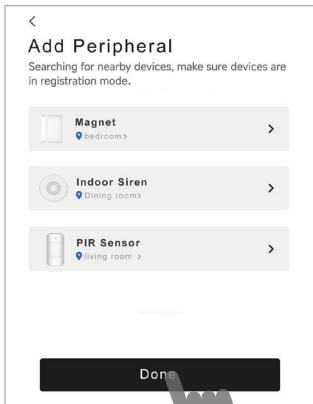 Add Peripheral
Searching for nearby devices, make sure devices are
in registration mode.
Magnet
bedroom>
Indoor Siren
Dining room>
PIR Sensor
living room >
Done